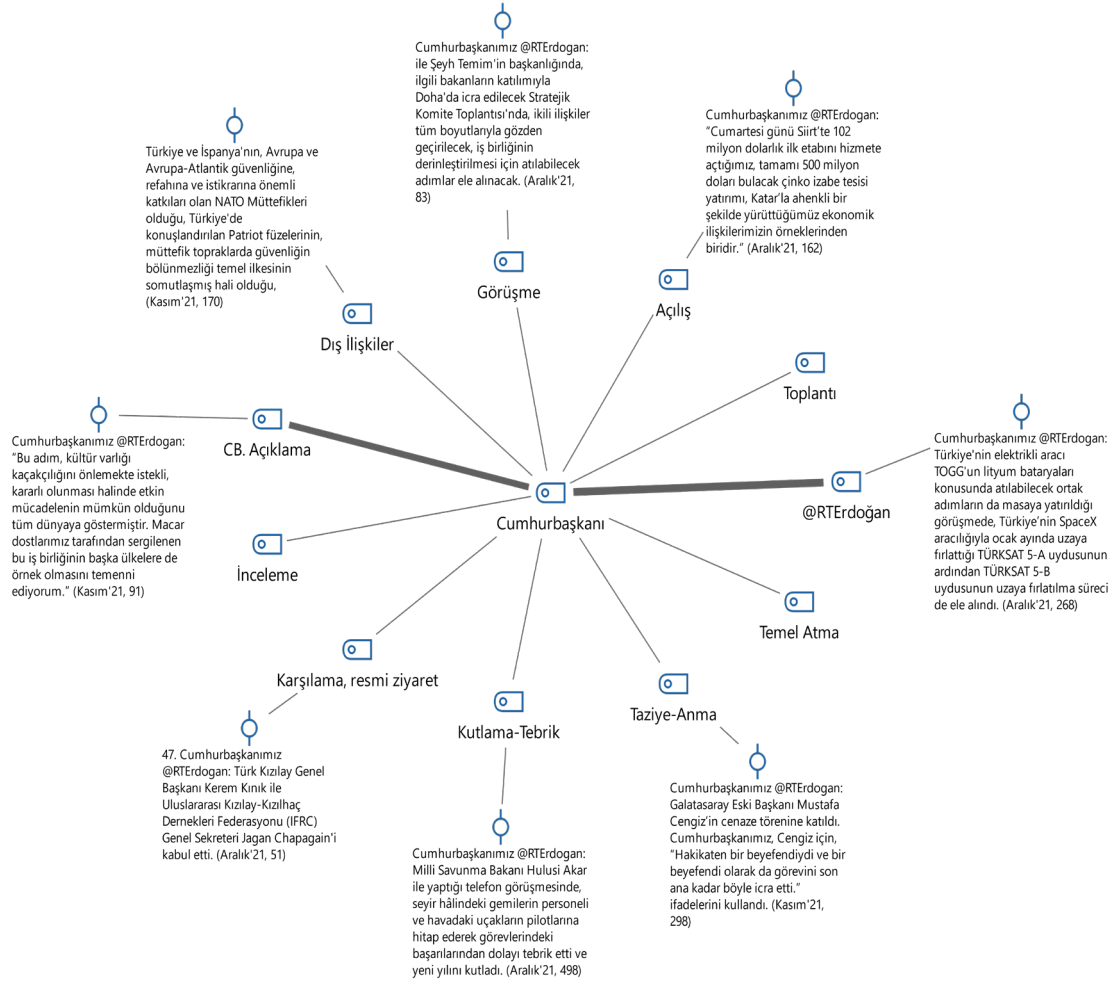 Cumhurbaşkanımız @RTErdogan:
ile Şeyh Temim'in başkanlığında,
ilgili bakanların katılımıyla
Doha'da icra edilecek Stratejik
Komite Toplantısı'nda, ikili ilişkiler
tüm boyutlarıyla gözden
geçirilecek, iş birliğinin
derinleştirilmesi için atılabilecek
adımlar ele alınacak. (Aralık'21,
83)
Görüşme
Cumhurbaşkanımız @RTErdogan:
“Cumartesi günü Siirt'te 102
milyon dolarlık ilk etabını hizmete
açtığımız, tamamı 500 milyon
doları bulacak çinko izabe tesisi
yatırımı, Katar’la ahenkli bir
şekilde yürüttüğümüz ekonomik
ilişkilerimizin örneklerinden
biridir.” (Aralık'21, 162)
Açılış
Türkiye ve İspanya'nın, Avrupa ve
Avrupa-Atlantik güvenliğine,
refahına ve istikrarına önemli
katkıları olan NATO Müttefikleri
olduğu, Türkiye'de
konuşlandırılan Patriot füzelerinin,
müttefik topraklarda güvenliğin
bölünmezliği temel ilkesinin
somutlaşmış hali olduğu,
(Kasım'21, 170)
Dış İlişkiler
Toplantı
Cumhurbaşkanımız @RTErdogan:
“Bu adım, kültür varlığı
kaçakçılığını önlemekte istekli,
kararlı olunması halinde etkin
mücadelenin mümkün olduğunu
tüm dünyaya göstermiştir. Macar
dostlarımız tarafından sergilenen
bu iş birliğinin başka ülkelere de
örnek olmasını temenni
ediyorum.” (Kasım'21, 91)
CB. Açıklama
Cumhurbaşkanı
@RTErdoğan
Cumhurbaşkanımız @RTErdogan:
Türkiye'nin elektrikli aracı
TOGG'un lityum bataryaları
konusunda atılabilecek ortak
adımların da masaya yatırıldığı
görüşmede, Türkiye’nin SpaceX
aracılığıyla ocak ayında uzaya
fırlattığı TÜRKSAT 5-A uydusunun
ardından TÜRKSAT 5-B
uydusunun uzaya fırlatılma süreci
de ele alındı. (Aralık'21, 268)
İnceleme
Temel Atma
Karşılama, resmi ziyaret
47. Cumhurbaşkanımız
@RTErdogan: Türk Kızılay Genel
Başkanı Kerem Kınık ile
Uluslararası Kızılay-Kızılhaç
Dernekleri Federasyonu (IFRC)
Genel Sekreteri Jagan Chapagain'i
kabul etti. (Aralık'21, 51)
Kutlama-Tebrik
Cumhurbaşkanımız @RTErdogan:
Milli Savunma Bakanı Hulusi Akar
ile yaptığı telefon görüşmesinde,
seyir hâlindeki gemilerin personeli
ve havadaki uçakların pilotlarına
hitap ederek görevlerindeki
başarılarından dolayı tebrik etti ve
yeni yılını kutladı. (Aralık'21, 498)
Taziye-Anma
Cumhurbaşkanımız @RTErdogan:
Galatasaray Eski Başkanı Mustafa
Cengiz’in cenaze törenine katıldı.
Cumhurbaşkanımız, Cengiz için,
“Hakikaten bir beyefendiydi ve bir
beyefendi olarak da görevini son
ana kadar böyle icra etti.”
ifadelerini kullandı. (Kasım'21,
298)